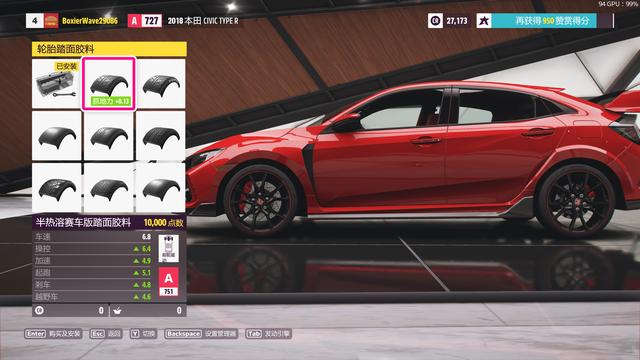 94 GPU : 99%
4 BoxierWave29086 A 727 2018 本田 CIVIC TYPE R
CR 27,173 再获得 950 赞赏得分
轮胎踏面胶料
已安装
抓地力 +0.13
半热溶赛车版踏面胶料 10,000 点数
车速 6.8
操控 6.4
加速 4.9
起跑 5.1
刹车 4.8
越野车 4.6
A
751
CR 0 0
Enter 购买及安装 Esc 返回 Y 切换 Backspace 设置管理器 Tab 发动引擎